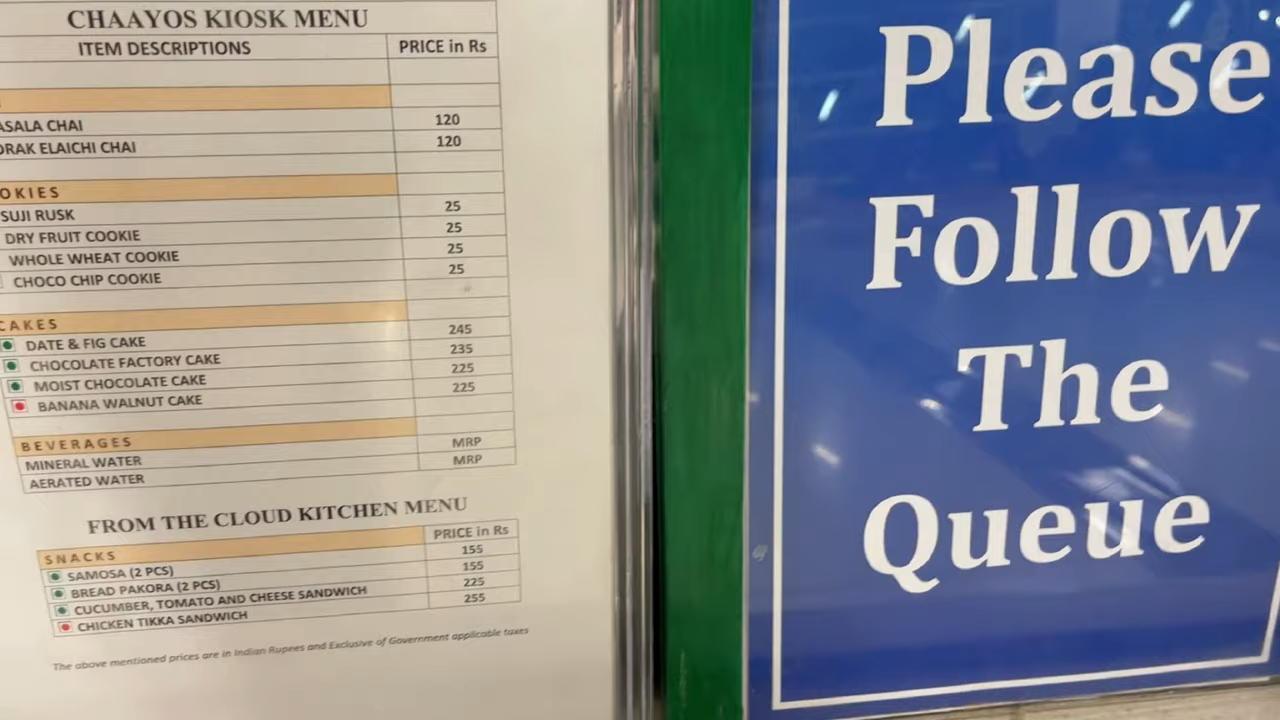 CHAAYOS KIOSK MENU
ITEM DESCRIPTIONS PRICE in Rs
ASALA CHAI 120
DRAK ELAICHI CHAI 120
OKIES
SUJI RUSK 25
DRY FRUIT COOKIE 25
WHOLE WHEAT COOKIE 25
CHOCO CHIP COOKIE 25
CAKES
DATE & FIG CAKE 245
CHOCOLATE FACTORY CAKE 235
MOIST CHOCOLATE CAKE 225
BANANA WALNUT CAKE 225
BEVERAGES
MINERAL WATER MRP
AERATED WATER MRP
FROM THE CLOUD KITCHEN MENU
SNACKS PRICE in Rs
SAMOSA (2 PCS) 155
BREAD PAKORA (2 PCS) 155
CUCUMBER, TOMATO AND CHEESE SANDWICH 225
CHICKEN TIKKA SANDWICH 255
The above mentioned prices are in Indian Rupees and Exclusive of Government applicable taxes
Please
Follow
The
Queue